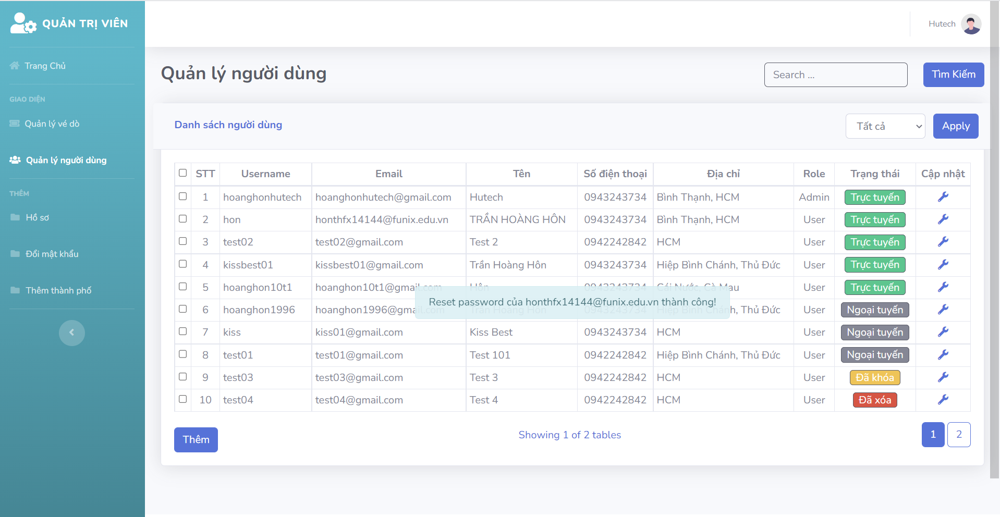 QUẢN TRỊ VIÊN
Hutech
Trang Chủ
GIAO DIỆN
Quản lý vé dò
Quản lý người dùng
THÊM
Hồ sơ
Đổi mật khẩu
Thêm thành phố
Quản lý người dùng
Search ...
Tìm Kiếm
Danh sách người dùng
Tất cả
Apply
STT Username Email Tên Số điện thoại Địa chỉ Role Trạng thái Cập nhật
1 hoanghonhutech hoanghonhutech@gmail.com Hutech 0943243734 Bình Thạnh, HCM Admin Trực tuyến
2 hon honthfx14144@funix.edu.vn TRẦN HOÀNG HÔN 0943243734 Bình Thạnh, HCM User Trực tuyến
3 test02 test02@gmail.com Test 2 0942242842 HCM User Trực tuyến
4 kissbest01 kissbest01@gmail.com Trần Hoàng Hôn 0943243734 Hiệp Bình Chánh, Thủ Đức User Trực tuyến
5 hoanghon10t1 hoanghon10t1@gmail.com Hôn 0943243734 Cái Nước, Cà Mau User Trực tuyến
Reset password của honthfx14144@funix.edu.vn thành công!
6 hoanghon1996 hoanghon1996@gmail.com Trần Hoàng Hôn 0943243734 Hiệp Bình Chánh, Thủ Đức User Ngoại tuyến
7 kiss kiss01@gmail.com Kiss Best 0943243734 HCM User Ngoại tuyến
8 test01 test01@gmail.com Test 101 0942242842 Hiệp Bình Chánh, Thủ Đức User Ngoại tuyến
9 test03 test03@gmail.com Test 3 0942242842 HCM User Đã khóa
10 test04 test04@gmail.com Test 4 0942242842 HCM User Đã xóa
Thêm
Showing 1 of 2 tables
1 2